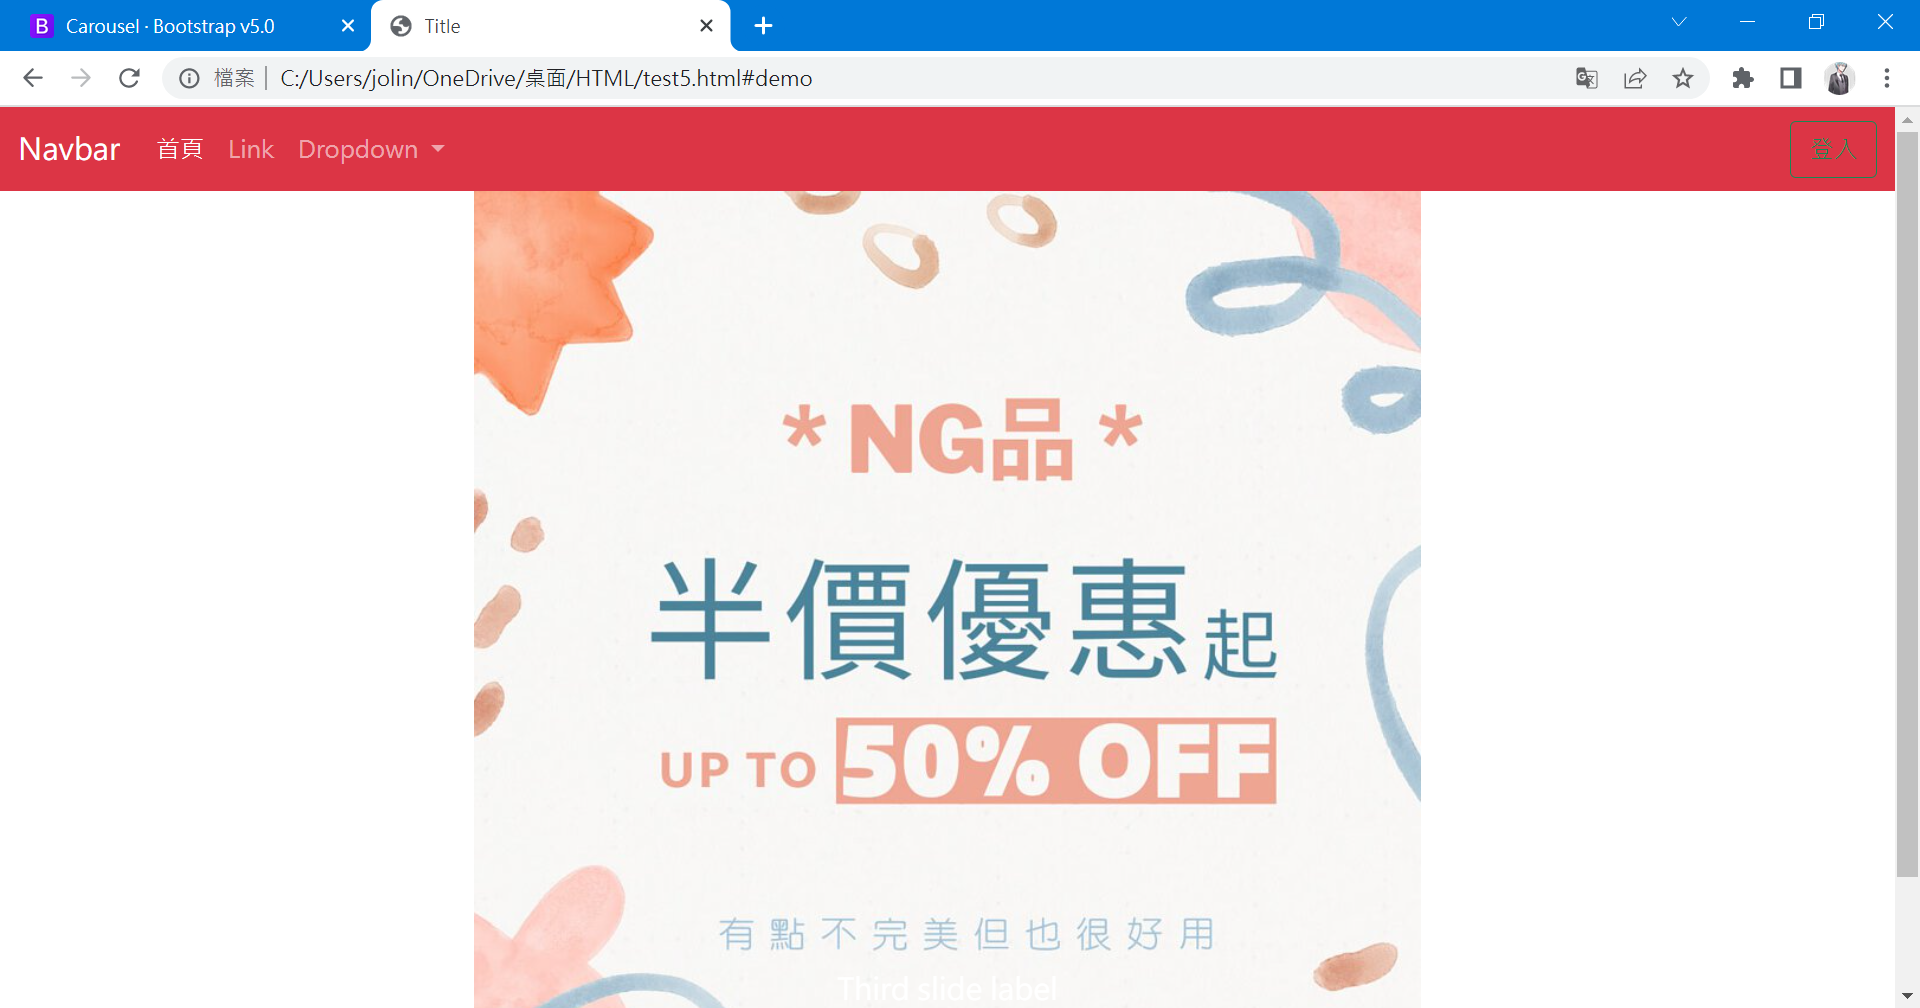 Carousel · Bootstrap v5.0
Title
檔案 C:/Users/jolin/OneDrive/桌面/HTML/test5.html#demo
Navbar 首頁 Link Dropdown 登入
* NG品 *
半價優惠起
UP TO 50% OFF
有點不完美但也很好用
Third slide label